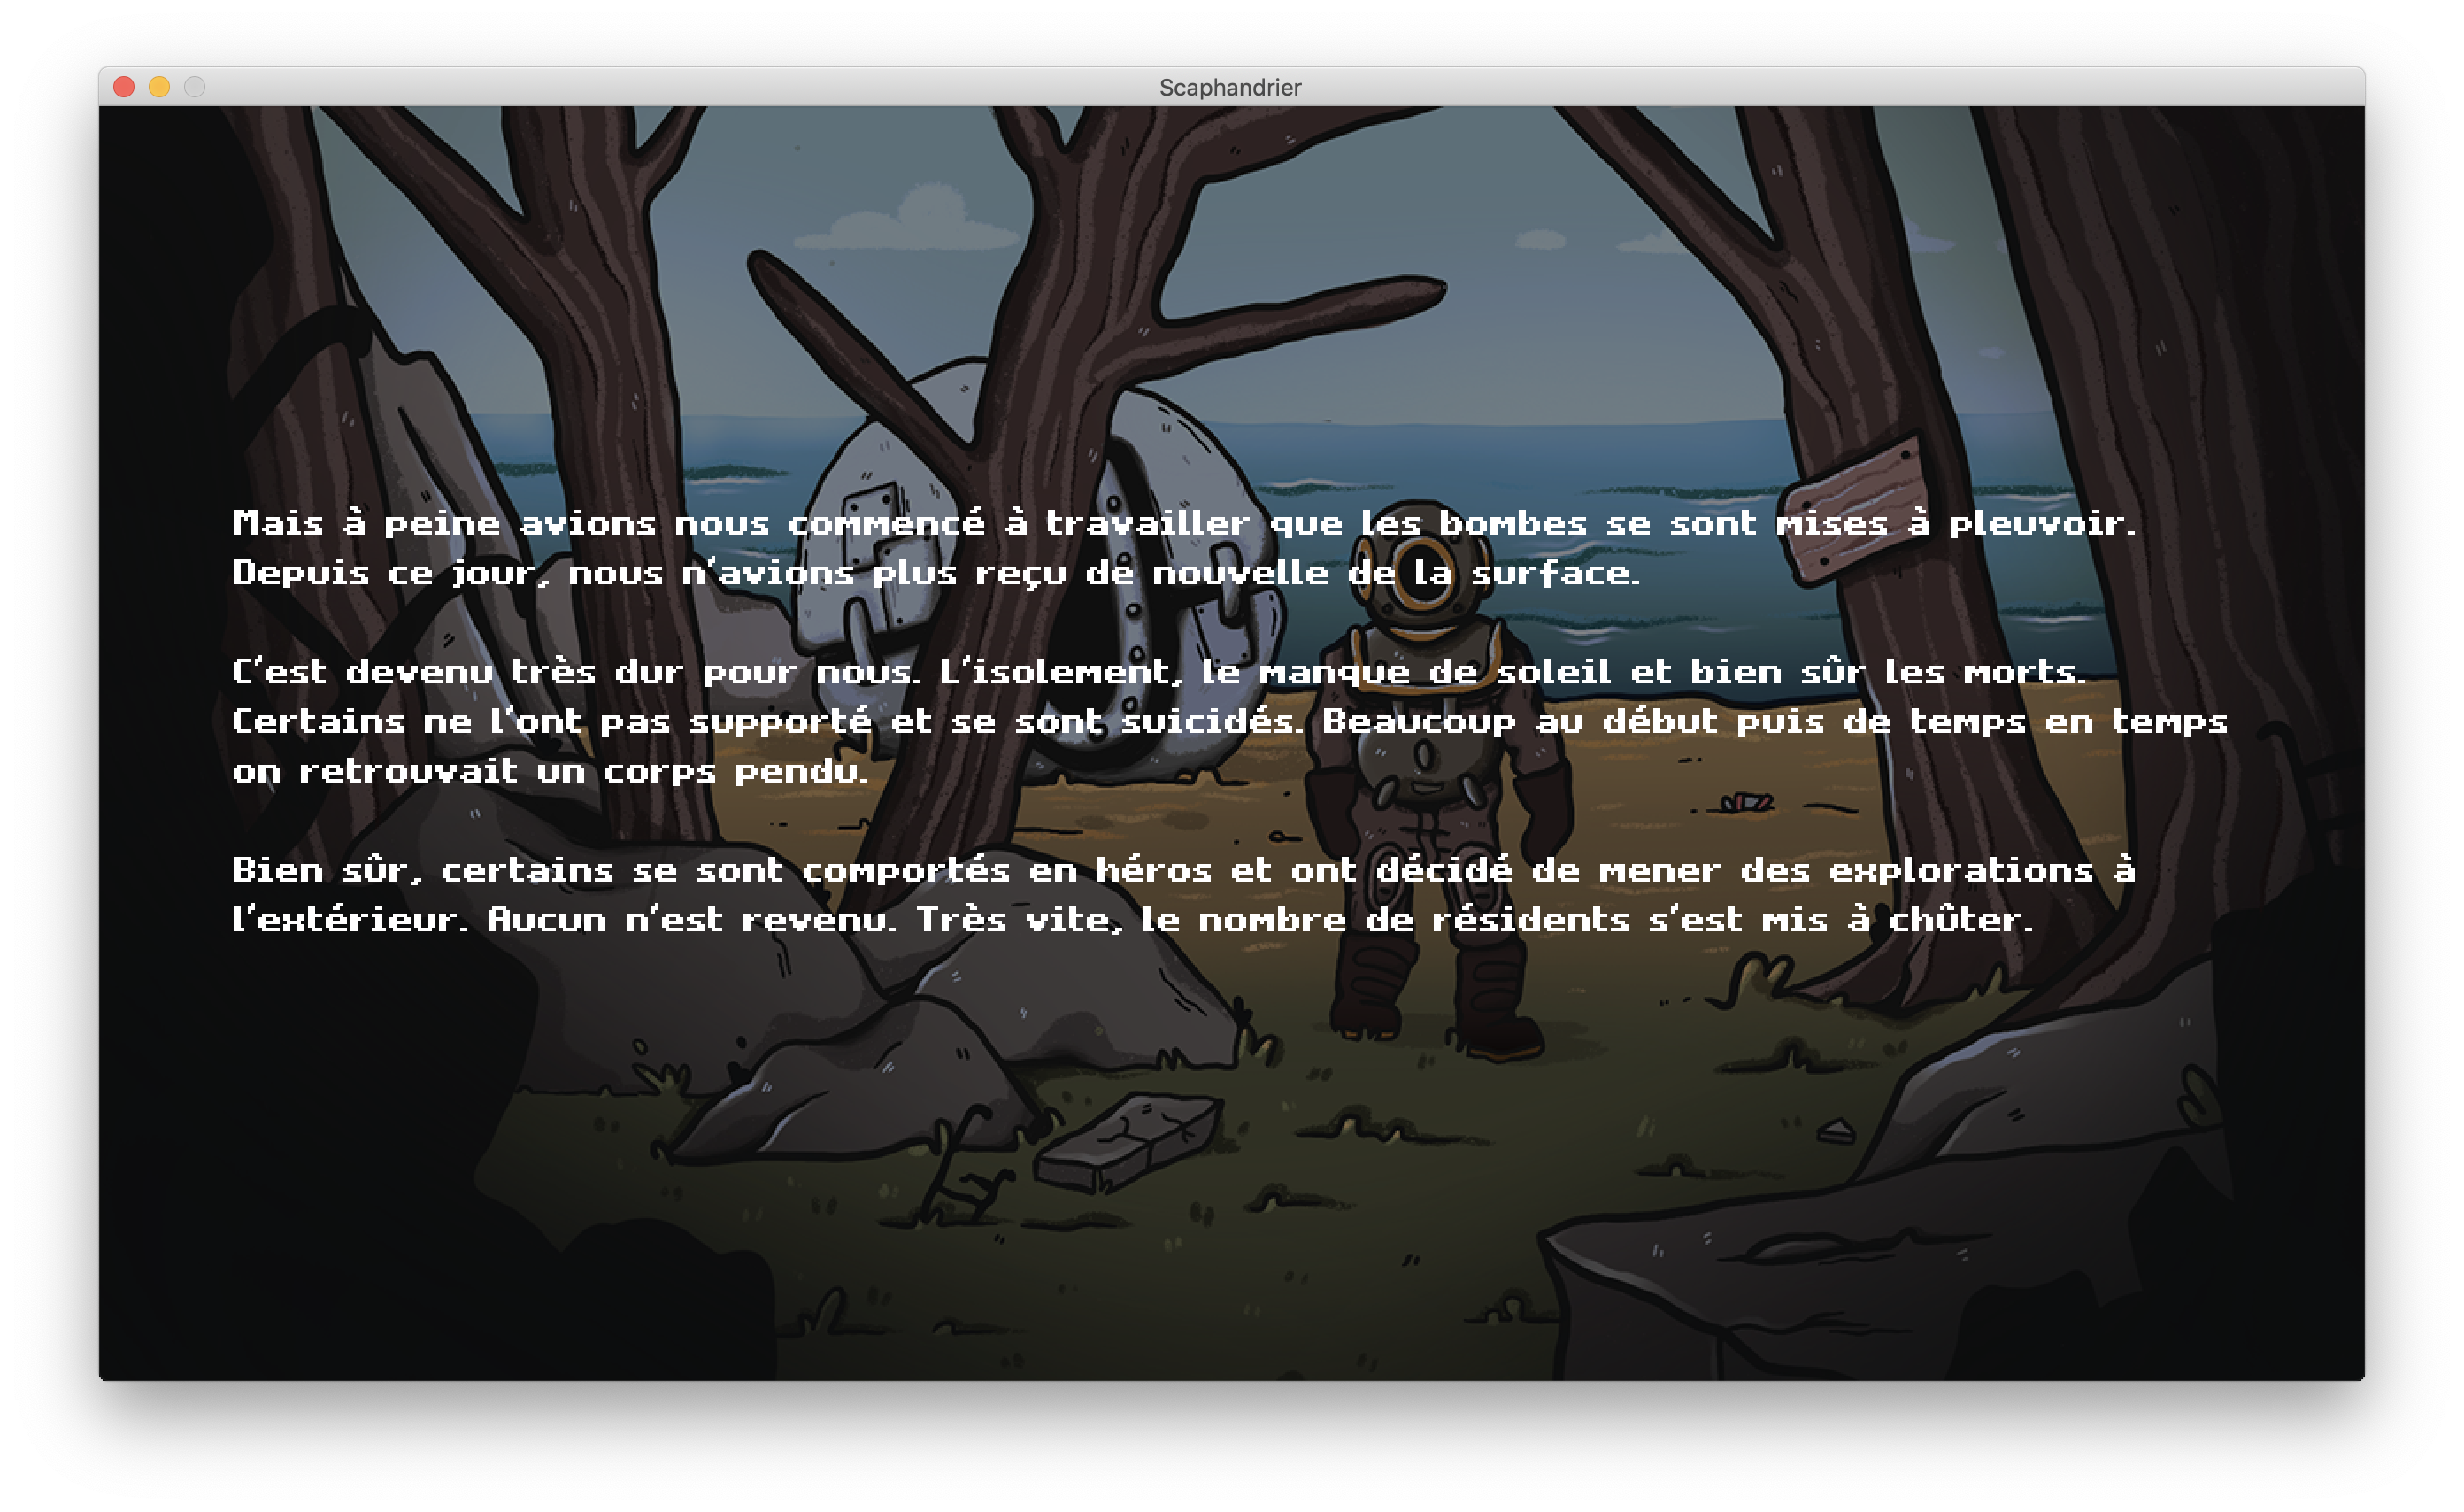 Scaphandrier
Mais à peine avions nous commencé à travailler que les bombes se sont mises à pleuvoir.
Depuis ce jour, nous n'avions plus reçu de nouvelle de la surface.
C'est devenu très dur pour nous. L'isolement, le manque de soleil et bien sûr les morts.
Certains ne l'ont pas supporté et se sont suicidés. Beaucoup au début puis de temps en temps
on retrouvait un corps pendu.
Bien sûr, certains se sont comportés en héros et ont décidé de mener des explorations à
l'extérieur. Aucun n'est revenu. Très vite, le nombre de résidents s'est mis à chûter.